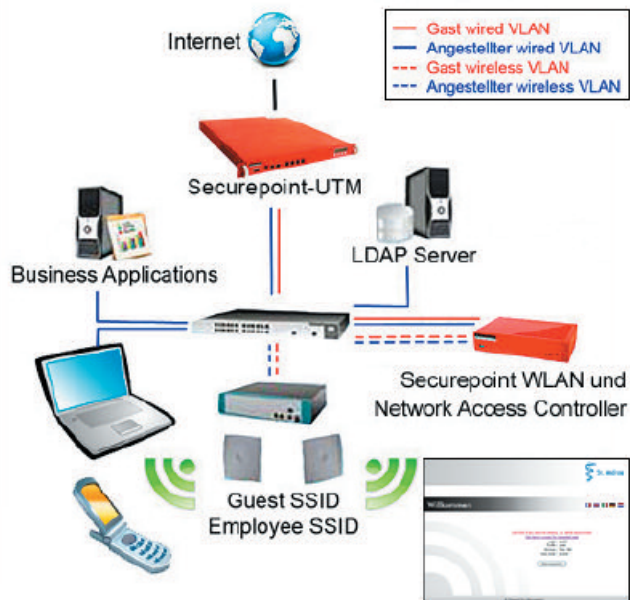 Internet
Gast wired VLAN
Angestellter wired VLAN
Gast wireless VLAN
Angestellter wireless VLAN
Securepoint-UTM
Business Applications
LDAP Server
Securepoint WLAN und
Network Access Controller
Guest SSID
Employee SSID